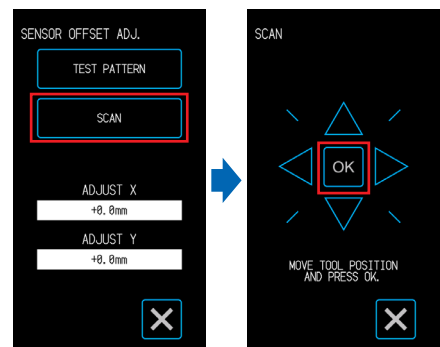 SENSOR OFFSET ADJ.
TEST PATTERN
SCAN
ADJUST X
+0.0mm
ADJUST Y
+0.0mm
SCAN
OK
MOVE TOOL POSITION
AND PRESS OK.